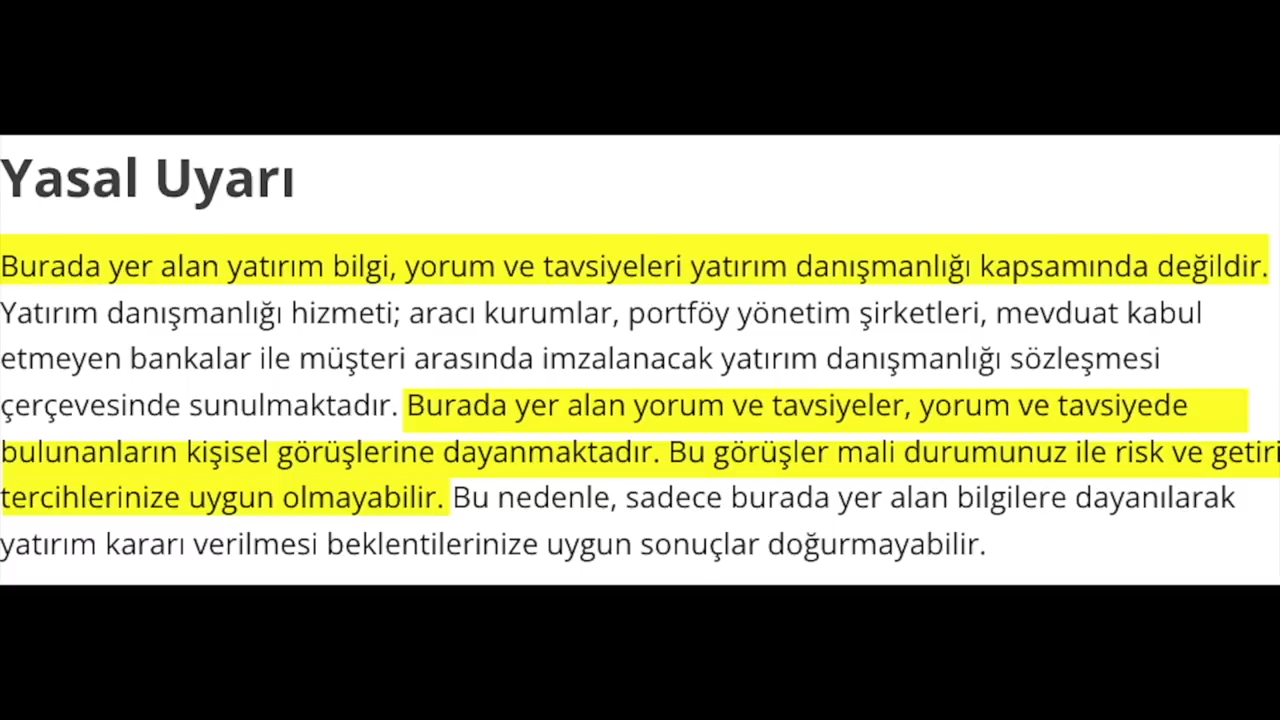 Yasal Uyarı
Burada yer alan yatırım bilgi, yorum ve tavsiyeleri yatırım danışmanlığı kapsamında değildir.
Yatırım danışmanlığı hizmeti; aracı kurumlar, portföy yönetim şirketleri, mevduat kabul
etmeyen bankalar ile müşteri arasında imzalanacak yatırım danışmanlığı sözleşmesi
çerçevesinde sunulmaktadır. Burada yer alan yorum ve tavsiyeler, yorum ve tavsiyede
bulunanların kişisel görüşlerine dayanmaktadır. Bu görüşler mali durumunuz ile risk ve getiri
tercihlerinize uygun olmayabilir. Bu nedenle, sadece burada yer alan bilgilere dayanılarak
yatırım kararı verilmesi beklentilerinize uygun sonuçlar doğurmayabilir.